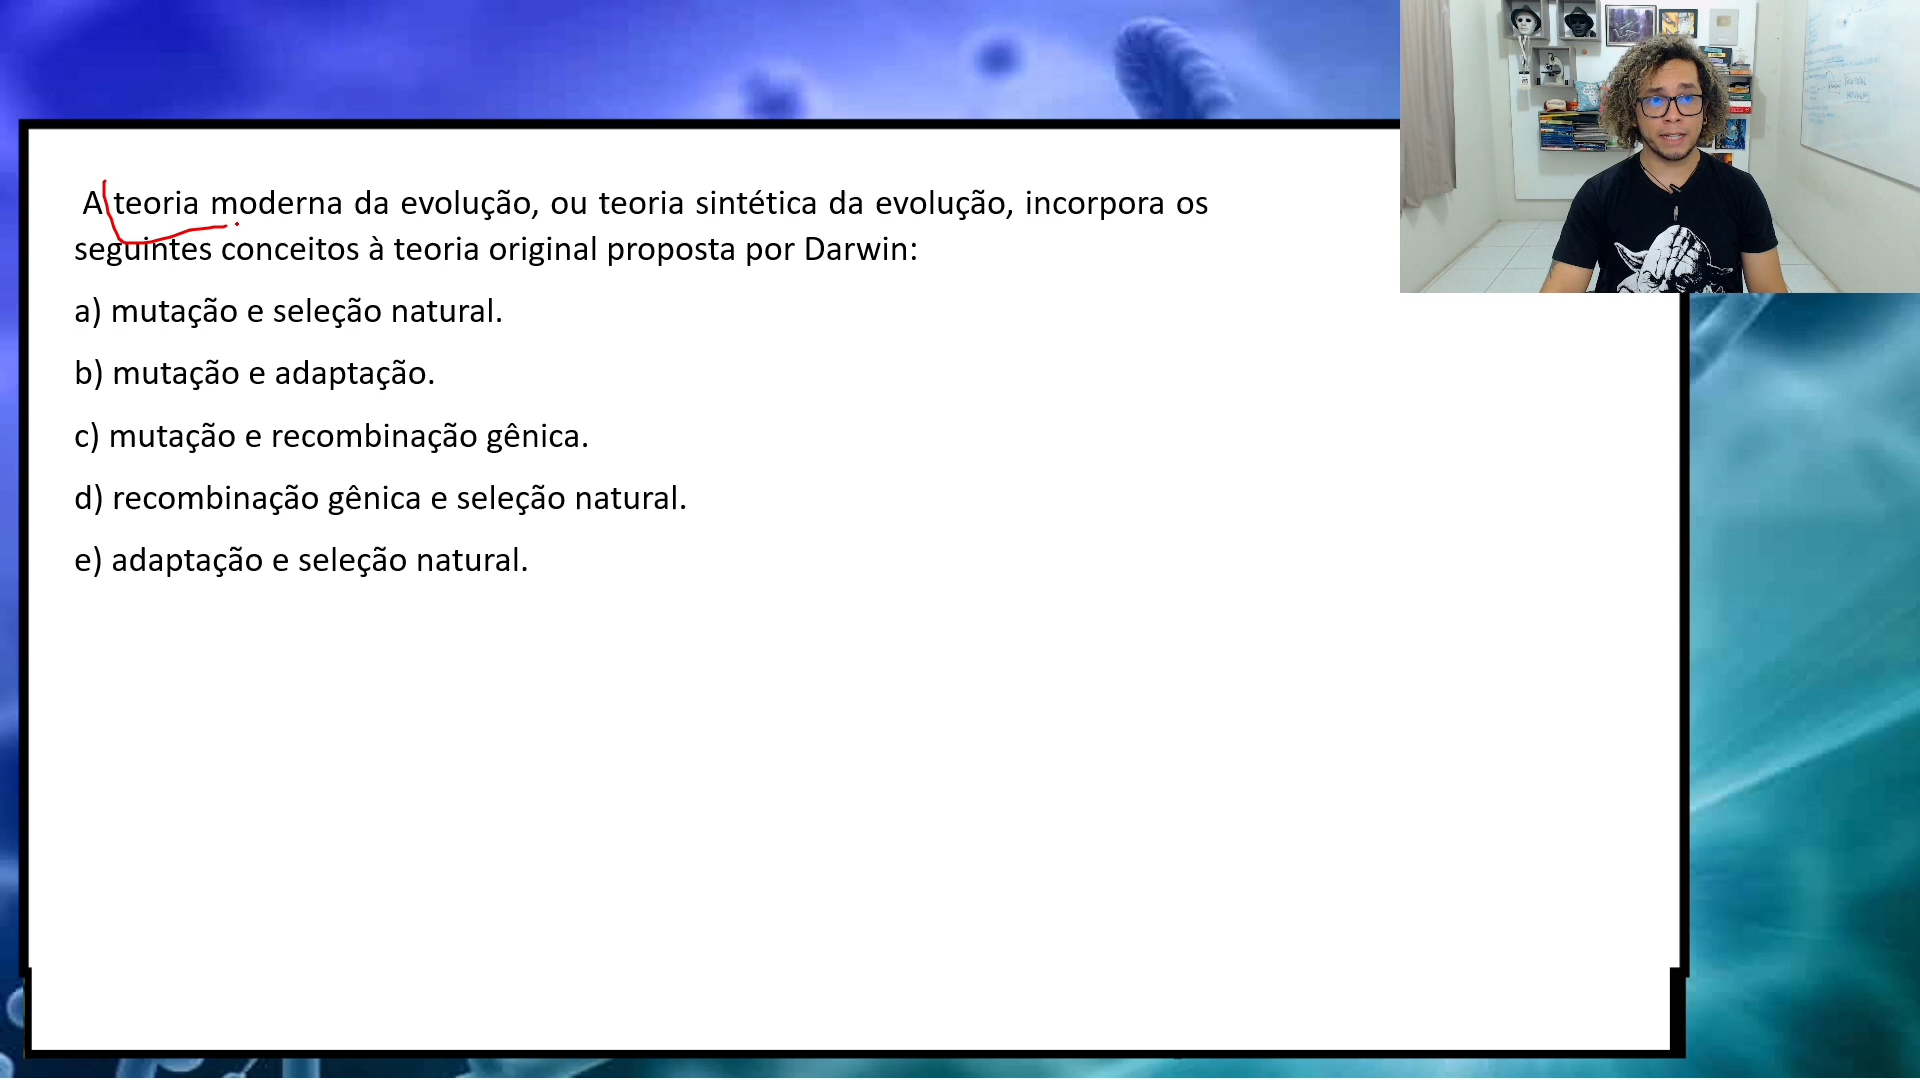 A teoria moderna da evolução, ou teoria sintética da evolução, incorpora os
seguintes conceitos à teoria original proposta por Darwin:
a) mutação e seleção natural.
b) mutação e adaptação.
c) mutação e recombinação gênica.
d) recombinação gênica e seleção natural.
e) adaptação e seleção natural.